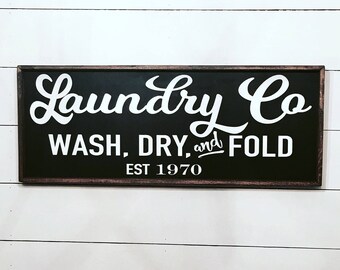 Laundry Co
WASH, DRY, and FOLD
EST 1970